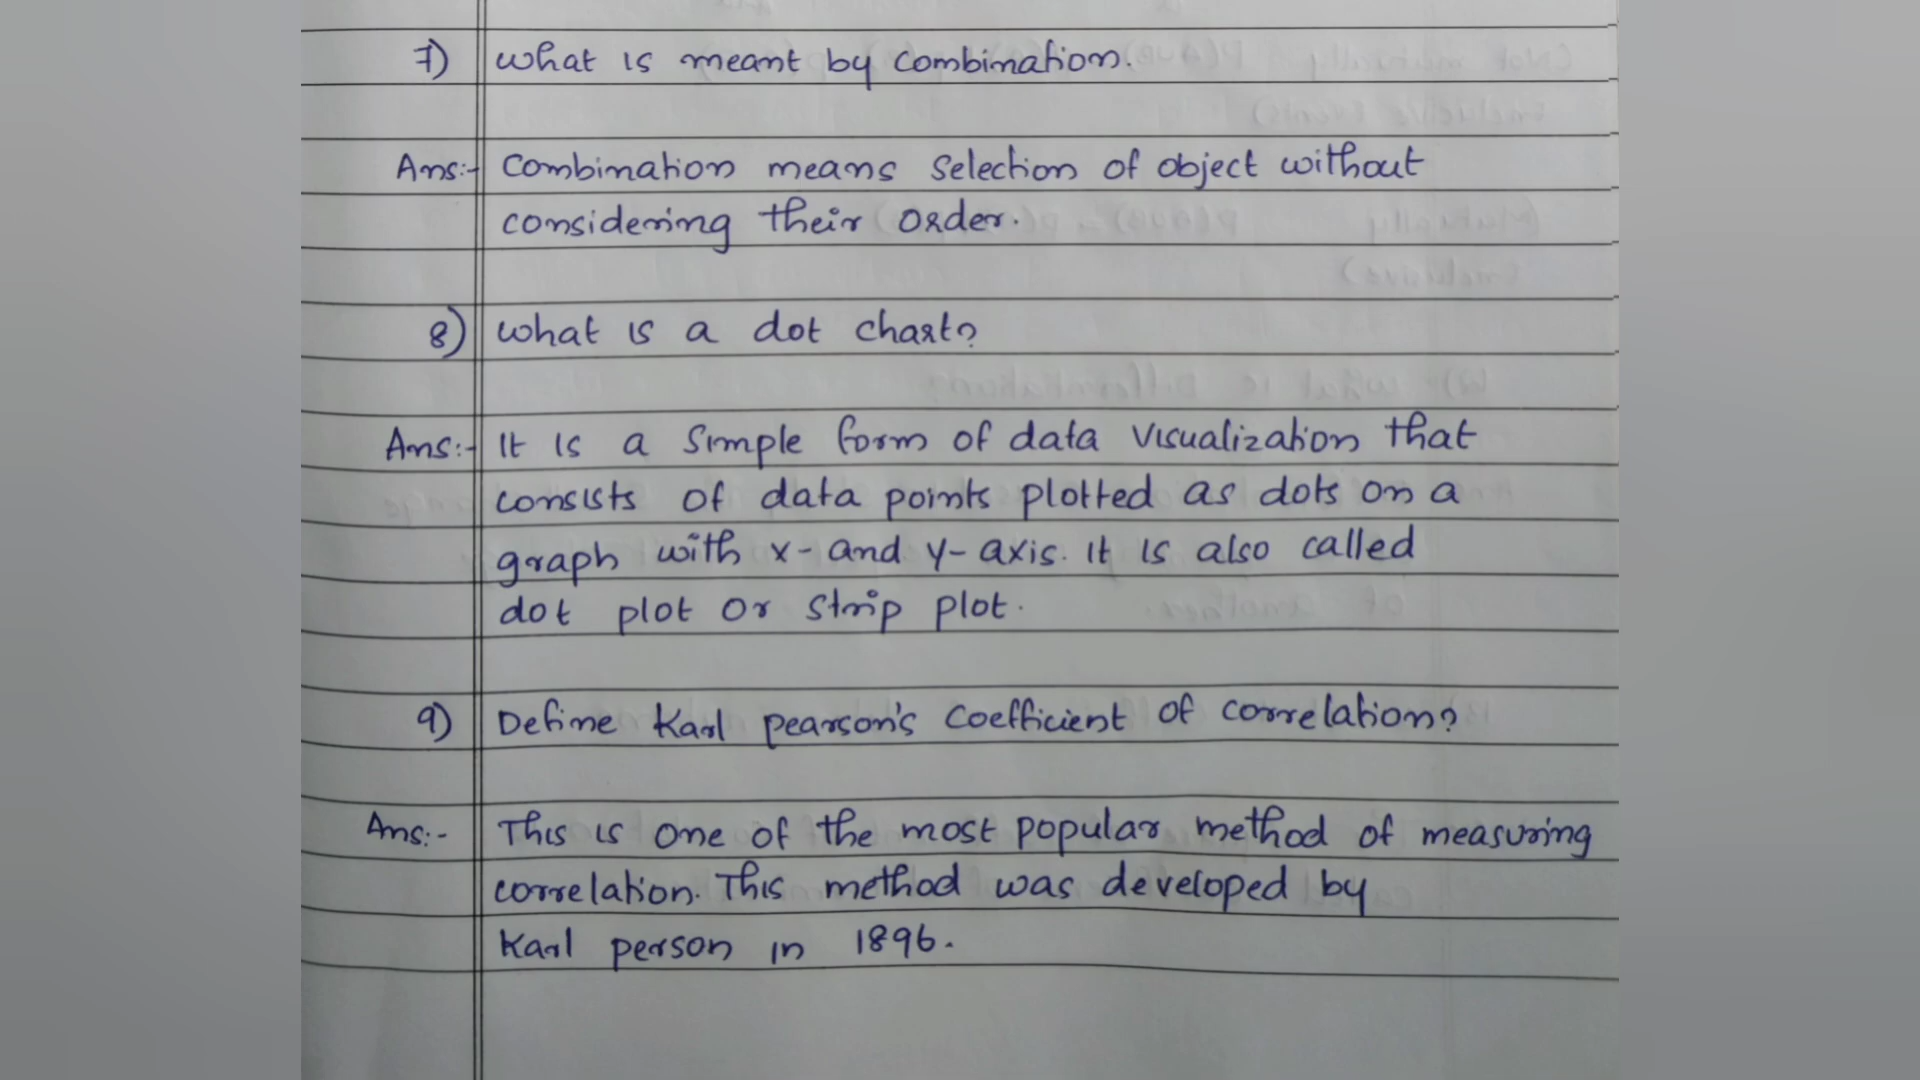 7) what is meant by combination.
Ans:- Combination means Selection of object without
considering their order.
8) what is a dot chart?
Ans:- It is a simple form of data visualization that
consists of data points plotted as dots on a
graph with x- and y-axis. It is also called
dot plot or strip plot.
9) Define Karl pearson's coefficient of correlation?
Ans:- This is one of the most popular method of measuring
correlation. This method was developed by
Karl person in 1896.